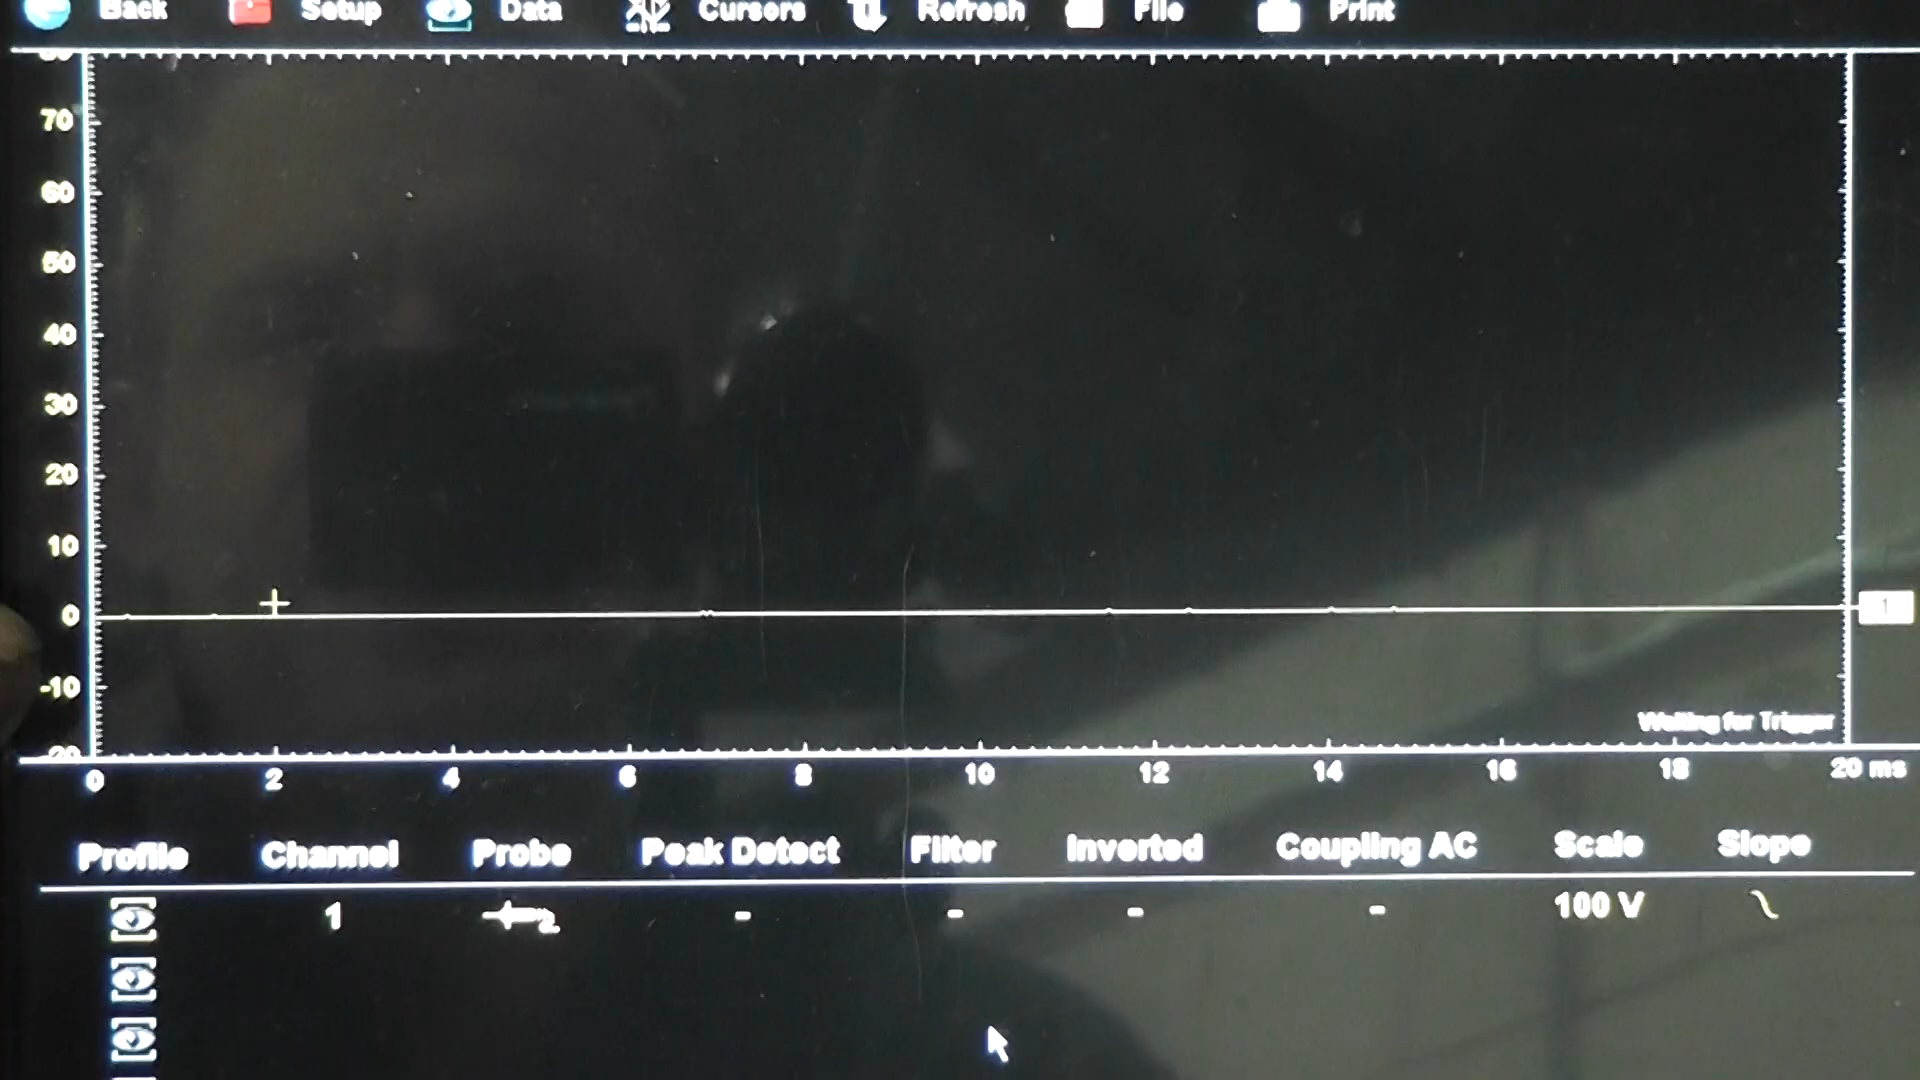 Back Setup Data Cursors Refresh File Print
70
60
50
40
30
20
10
0
-10
Waiting for Trigger
0 2 4 6 8 10 12 14 16 18 20 ms
Profile Channel Probe Peak Detect Filter Inverted Coupling AC Scale Slope
1 2 - - - - 100 V